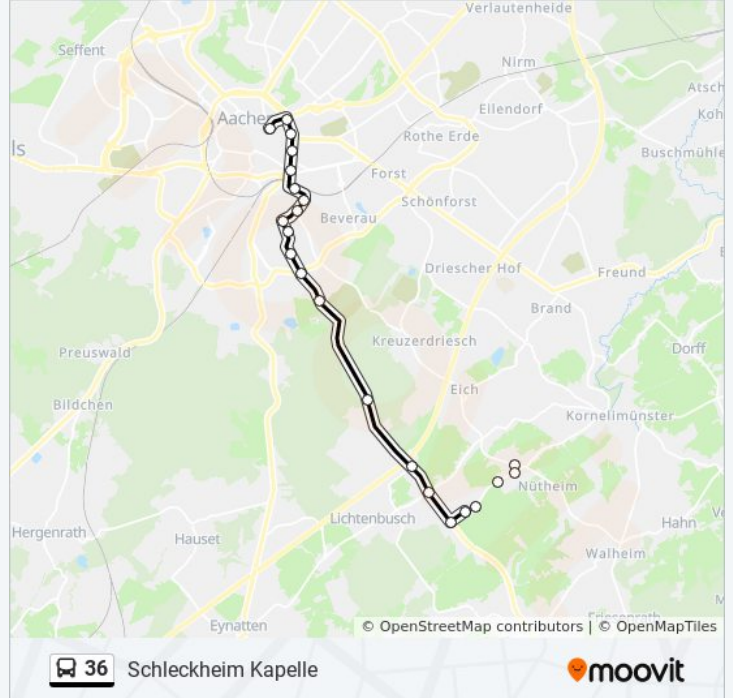 Verlautenheide
Seffent
Nirm
Atsch
Aachen
Eilendorf
Koh
Rothe Erde
ls
Buschmühle
Forst
Schönforst
Beverau
Driescher Hof
Freund
Brand
Kreuzerdriesch
Preuswald
Dorff
Eich
Bildchen
Kornelimünster
Nütheim
Lichtenbusch
Hahn
Hergenrath
Hauset
Walheim
Eynatten
© OpenStreetMap contributors | © OpenMapTiles
36 Schleckheim Kapelle
moovit